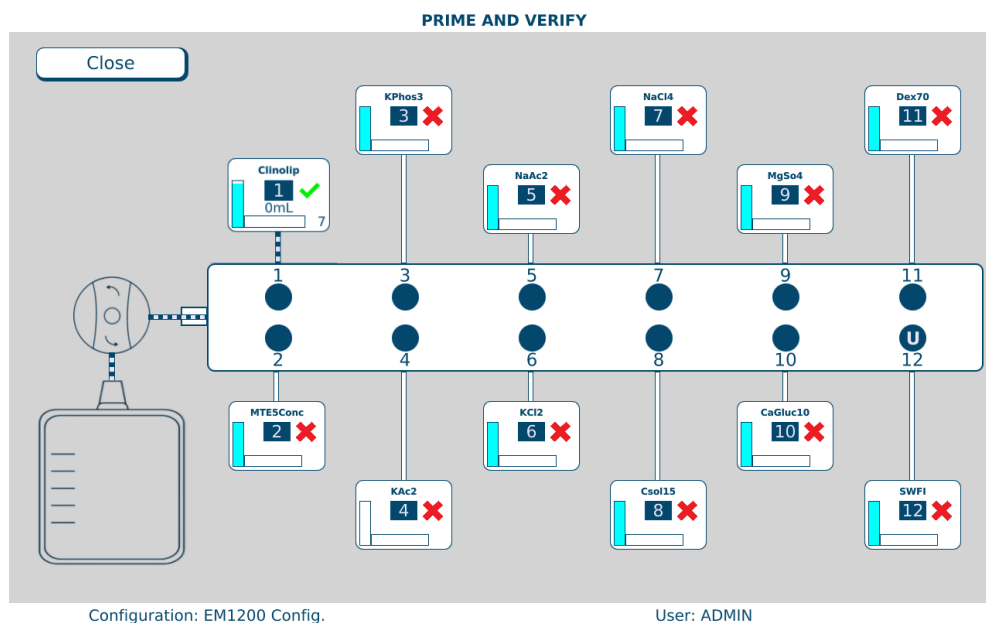 PRIME AND VERIFY
Close
KPhos3
3
NaCl4
7
Dex70
11
Clinolip
1
0mL
7
NaAc2
5
MgSo4
9
1 3 5 7 9 11
U
2 4 6 8 10 12
MTE5Conc
2
KCl2
6
CaGluc10
10
KAc2
4
Csol15
8
SWFI
12
Configuration: EM1200 Config.
User: ADMIN